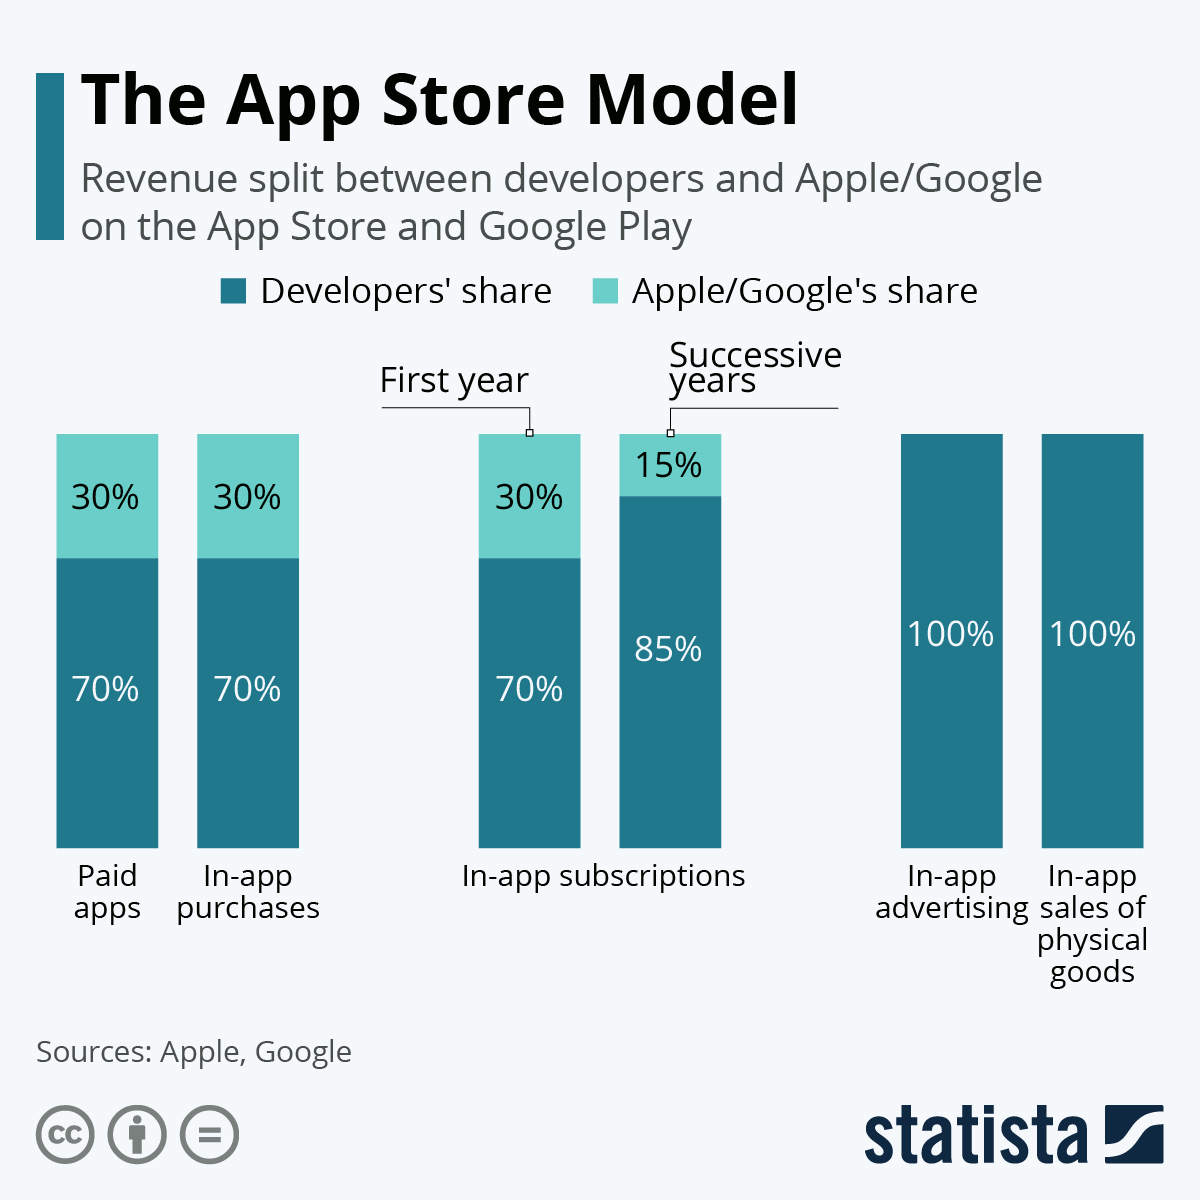 The App Store Model
Revenue split between developers and Apple/Google
on the App Store and Google Play
Developers' share
Apple/Google's share
First year
Successive
years
30%
30%
30%
15%
70%
70%
70%
85%
100%
100%
Paid
apps
In-app
purchases
In-app subscriptions
In-app
advertising
In-app
sales of
physical
goods
Sources: Apple, Google
cc
statista